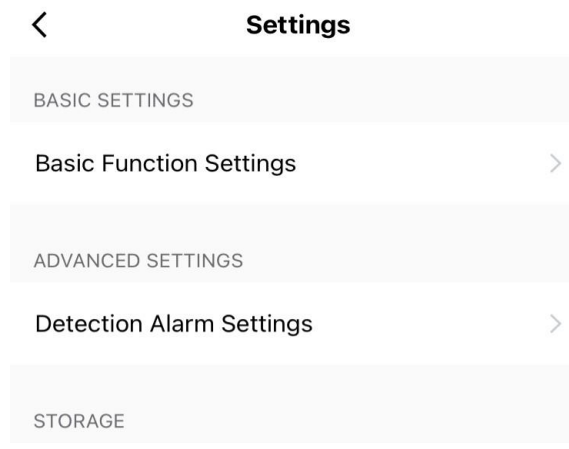 Settings
BASIC SETTINGS
Basic Function Settings
ADVANCED SETTINGS
Detection Alarm Settings
STORAGE